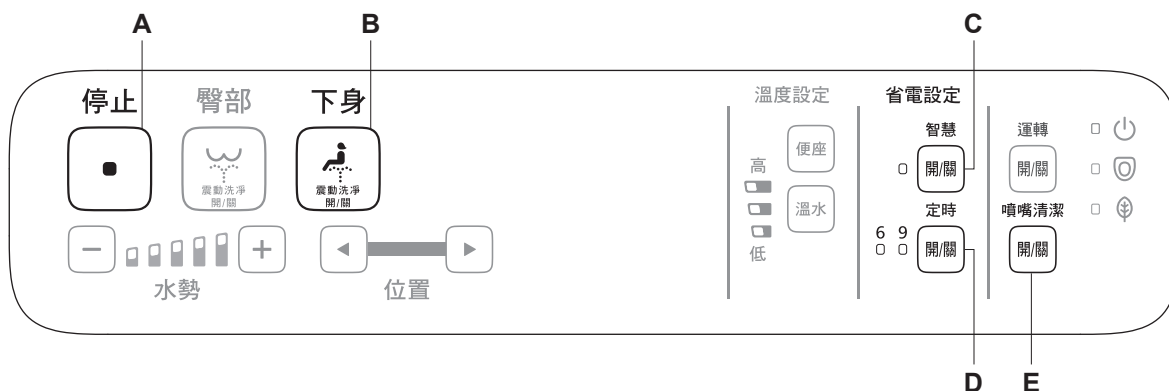 A
B
C
停止
臀部
下身
震動洗淨
開/關
震動洗淨
開/關
水勢
位置
溫度設定
便座
高
溫水
低
省電設定
智慧
開/關
定時
6 9
開/關
運轉
開/關
噴嘴清潔
開/關
D
E